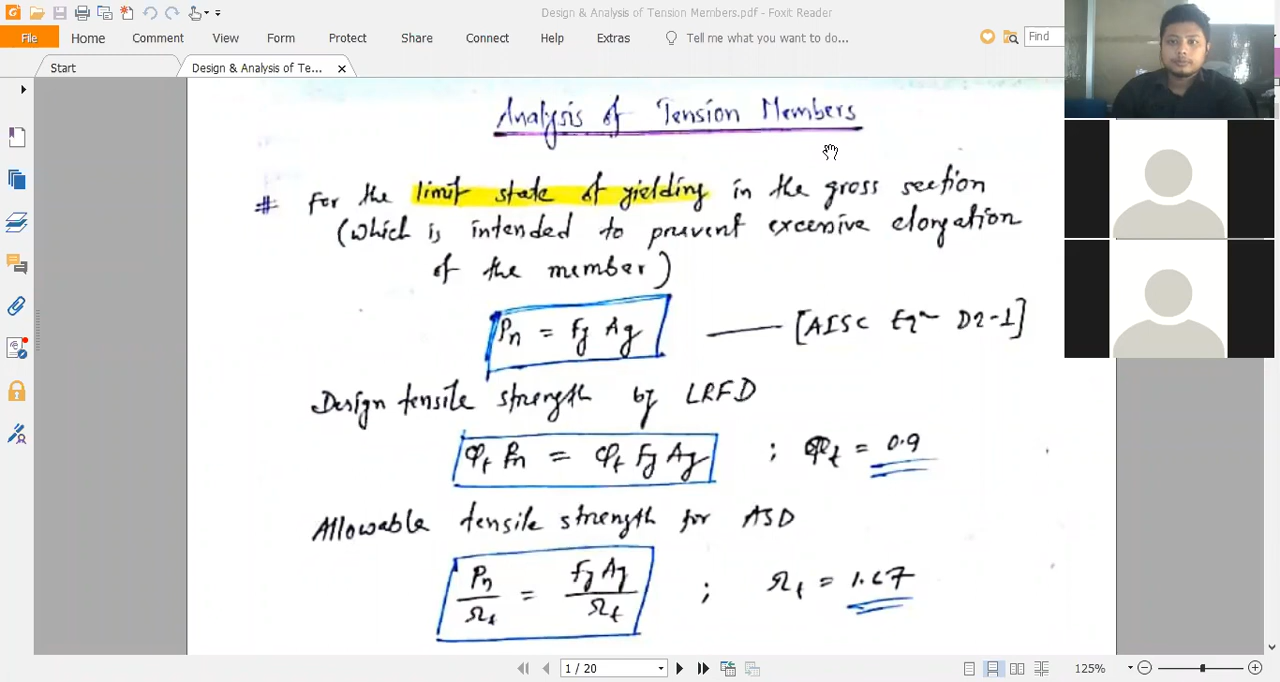 Design & Analysis of Tension Members.pdf - Foxit Reader
File Home Comment View Form Protect Share Connect Help Extras Tell me what you want to do... Find
Start Design & Analysis of Te...
Analysis of Tension Members
# For the limit state of yielding in the gross section
(which is intended to prevent excessive elongation
of the member)
Pn = Fy Ag —— [AISC Eqn D2-1]
Design tensile strength by LRFD
φt Pn = φt Fy Ag ; φt = 0.9
Allowable tensile strength for ASD
Pn/Ωt = Fy Ag/Ωt ; Ωt = 1.67
1 / 20
125%